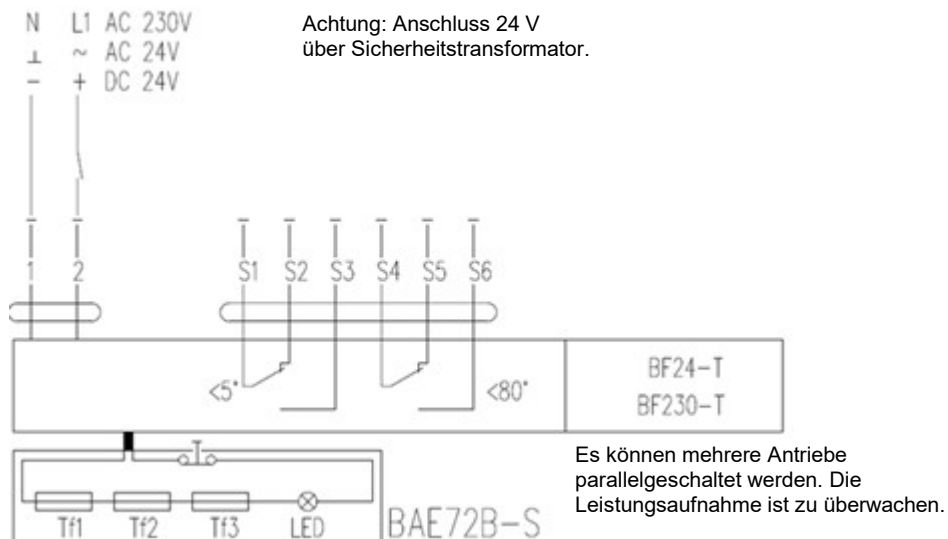 N L1 AC 230V
⊥ ~ AC 24V
- + DC 24V
Achtung: Anschluss 24 V
über Sicherheitstransformator.
1 2 S1 S2 S3 S4 S5 S6
<5° <80°
BF24-T
BF230-T
Es können mehrere Antriebe
parallelgeschaltet werden. Die
Leistungsaufnahme ist zu überwachen.
Tf1 Tf2 Tf3 LED BAE72B-S